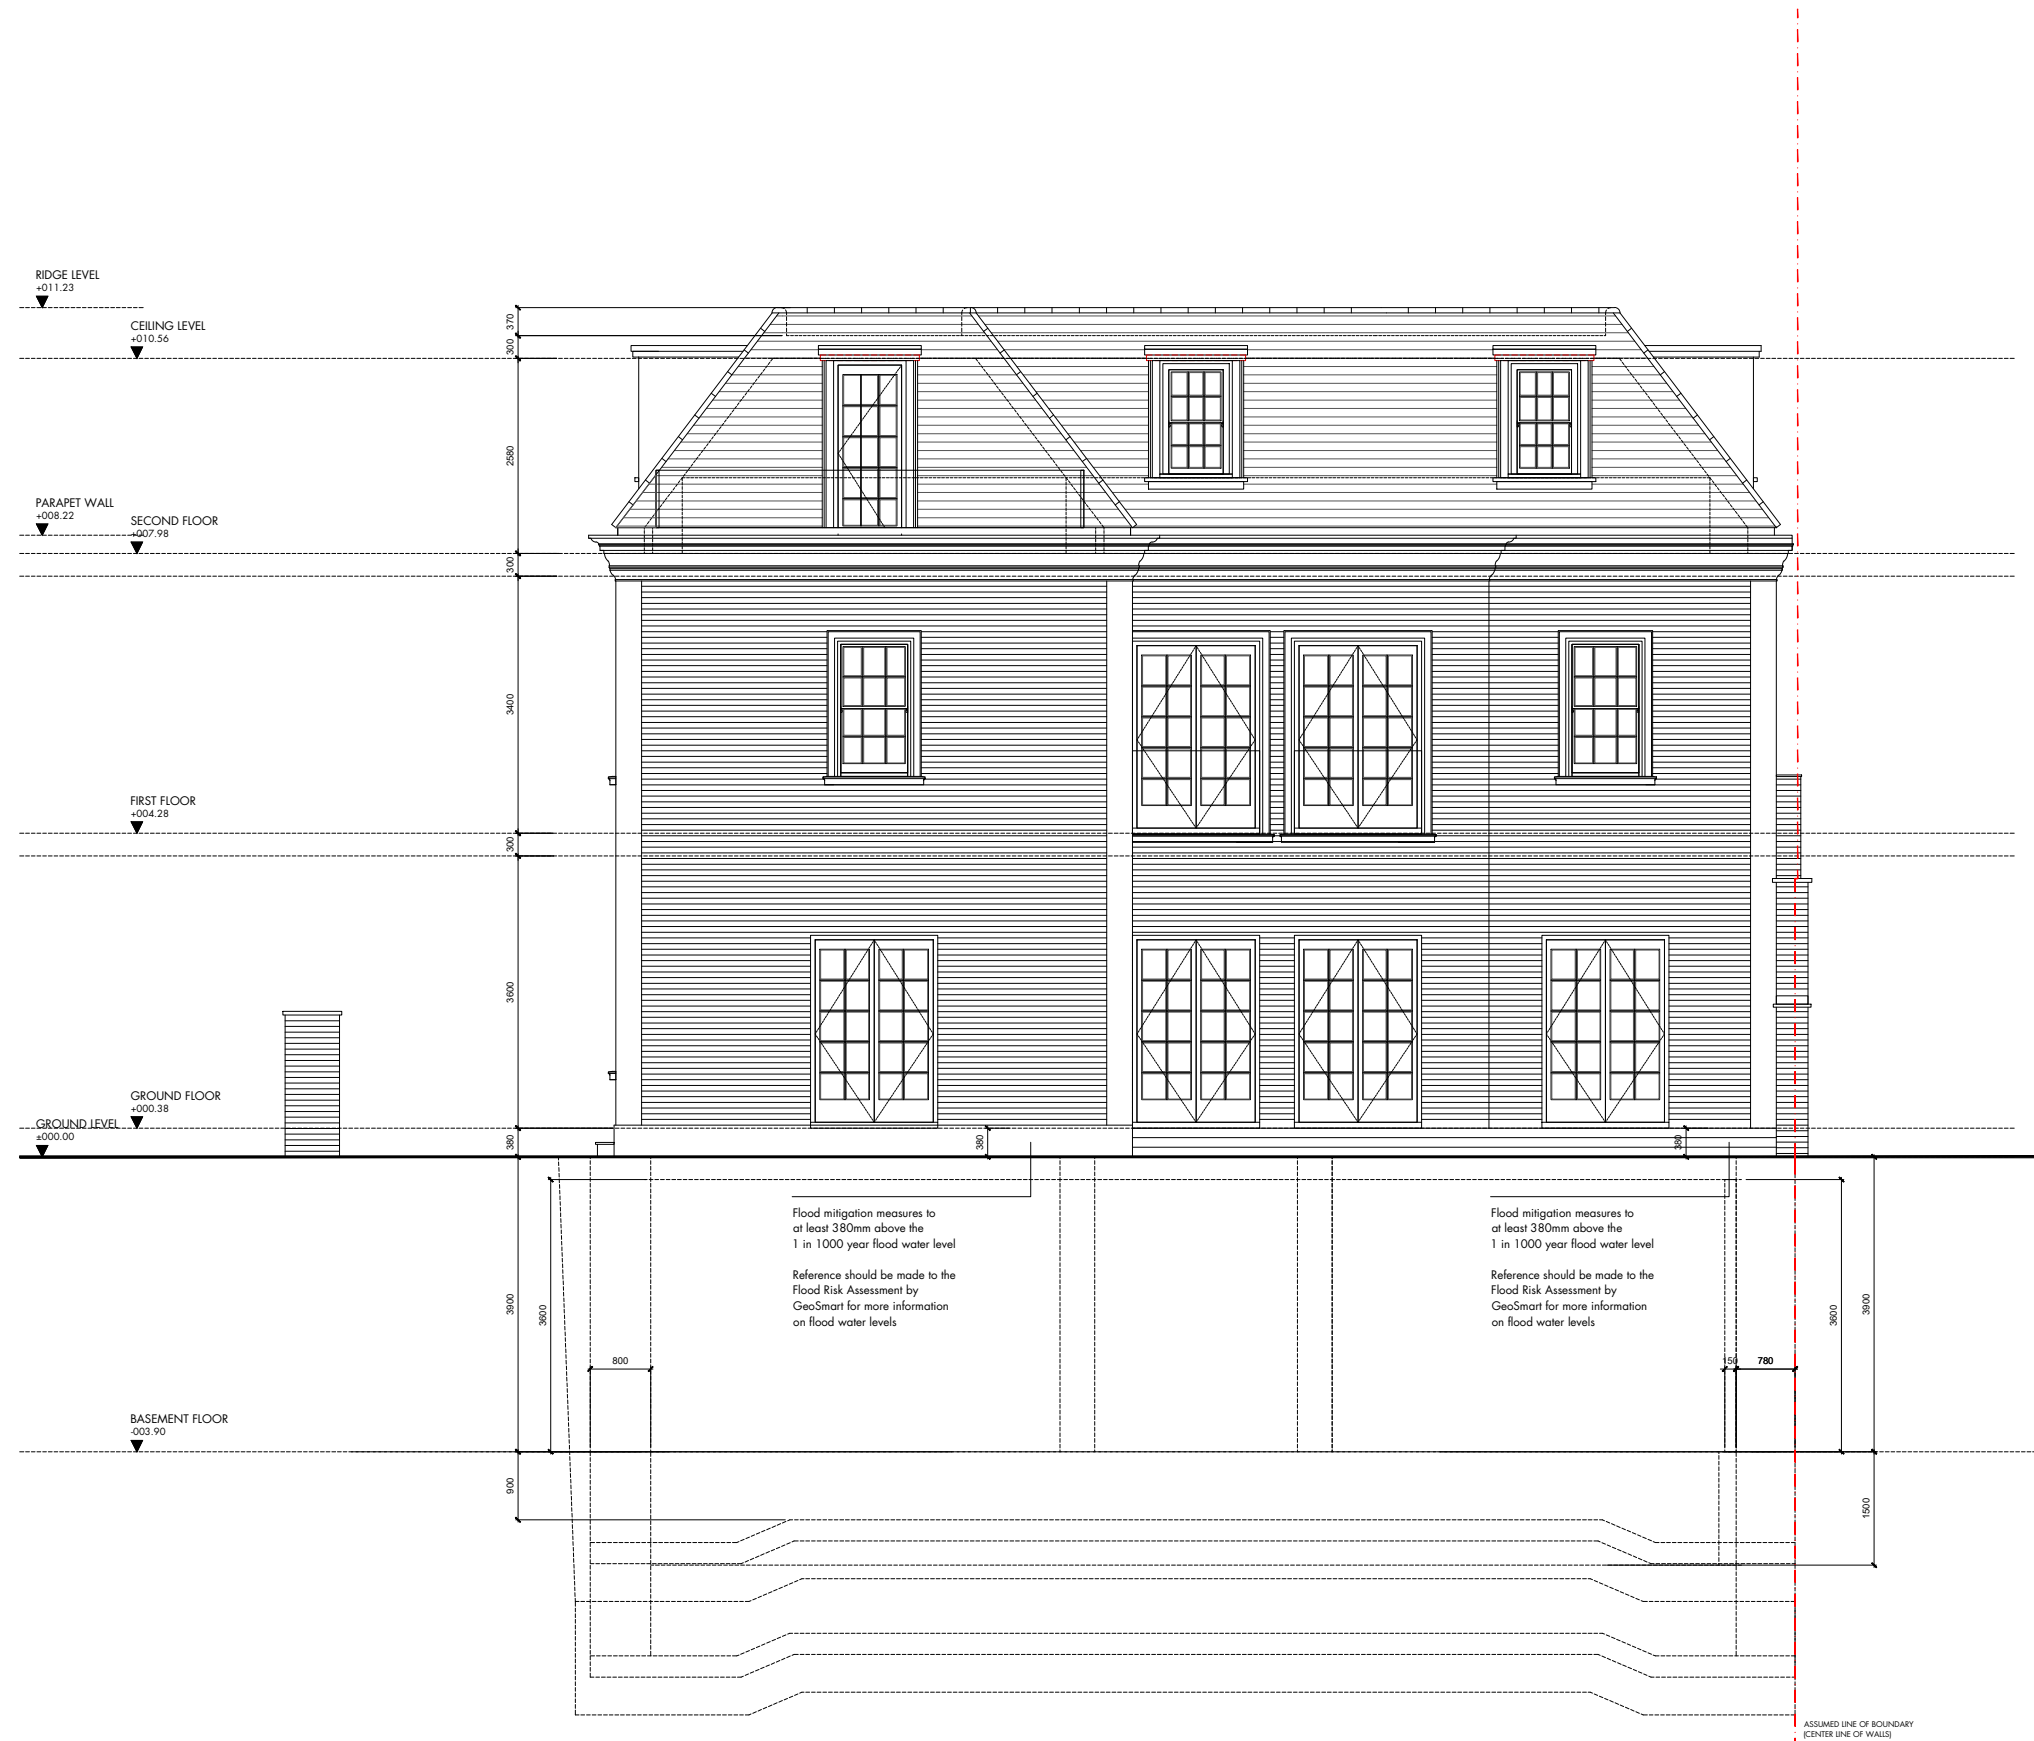 RIDGE LEVEL
+011.23
CEILING LEVEL
+010.56
PARAPET WALL
+008.22
SECOND FLOOR
+007.98
FIRST FLOOR
+004.28
GROUND FLOOR
+000.38
GROUND LEVEL
±000.00
BASEMENT FLOOR
-003.90
370
300
2580
300
3400
300
3600
380
3900
3600
900
800
380
380
Flood mitigation measures to
at least 380mm above the
1 in 1000 year flood water level
Reference should be made to the
Flood Risk Assessment by
GeoSmart for more information
on flood water levels
Flood mitigation measures to
at least 380mm above the
1 in 1000 year flood water level
Reference should be made to the
Flood Risk Assessment by
GeoSmart for more information
on flood water levels
150
780
3600
3900
1500
ASSUMED LINE OF BOUNDARY
(CENTER LINE OF WALLS)